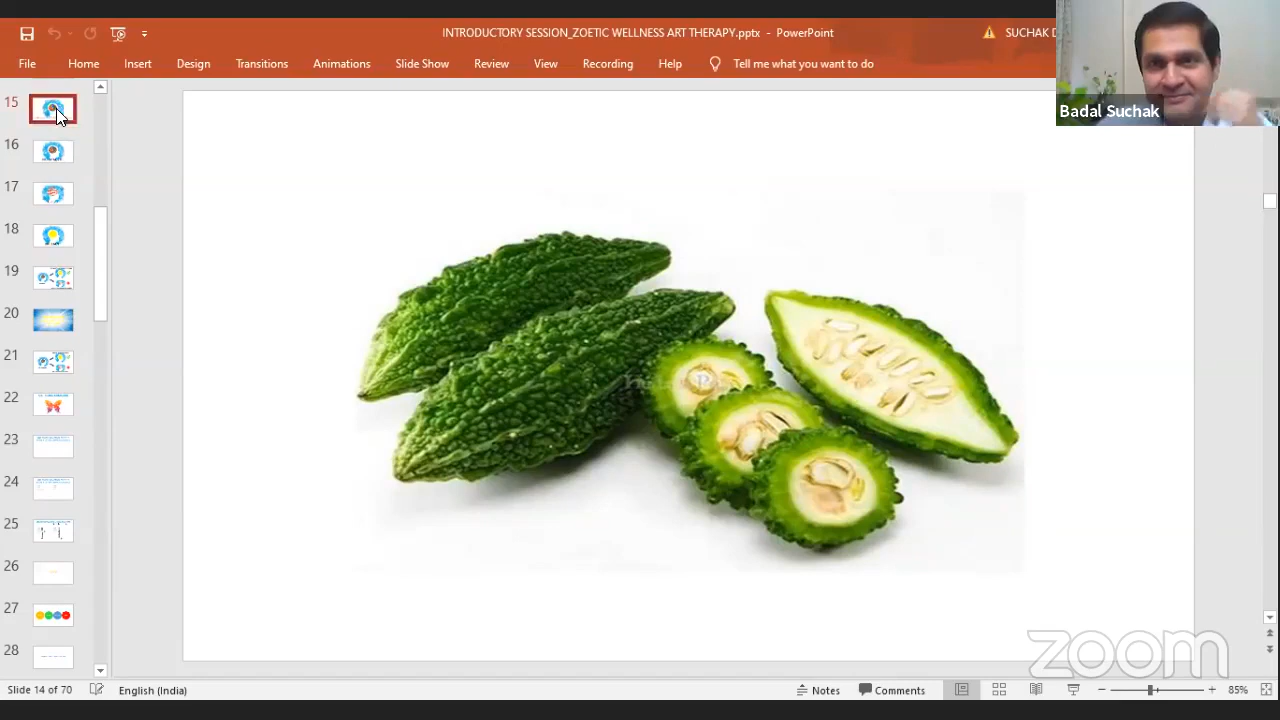 INTRODUCTORY SESSION_ZOETIC WELLNESS ART THERAPY.pptx - PowerPoint
SUCHAK D
File Home Insert Design Transitions Animations Slide Show Review View Recording Help Tell me what you want to do
Badal Suchak
15
16
17
18
19
20
21
22
23
24
25
26
27
28
zoom
Slide 14 of 70 English (India) Notes Comments 85%